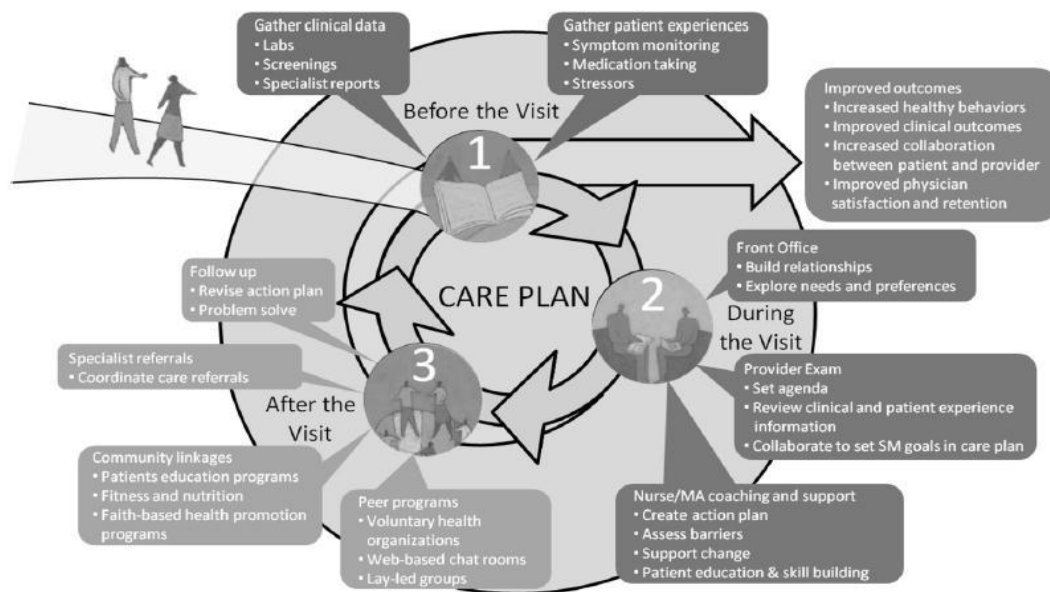 Gather clinical data
• Labs
• Screenings
• Specialist reports
Gather patient experiences
• Symptom monitoring
• Medication taking
• Stressors
Before the Visit
1
Improved outcomes
• Increased healthy behaviors
• Improved clinical outcomes
• Increased collaboration
between patient and provider
• Improved physician
satisfaction and retention
CARE PLAN
Front Office
• Build relationships
• Explore needs and preferences
2
During
the Visit
Provider Exam
• Set agenda
• Review clinical and patient experience
information
• Collaborate to set SM goals in care plan
Nurse/MA coaching and support
• Create action plan
• Assess barriers
• Support change
• Patient education & skill building
Follow up
• Revise action plan
• Problem solve
3
After the
Visit
Specialist referrals
• Coordinate care referrals
Community linkages
• Patients education programs
• Fitness and nutrition
• Faith-based health promotion
programs
Peer programs
• Voluntary health
organizations
• Web-based chat rooms
• Lay-led groups